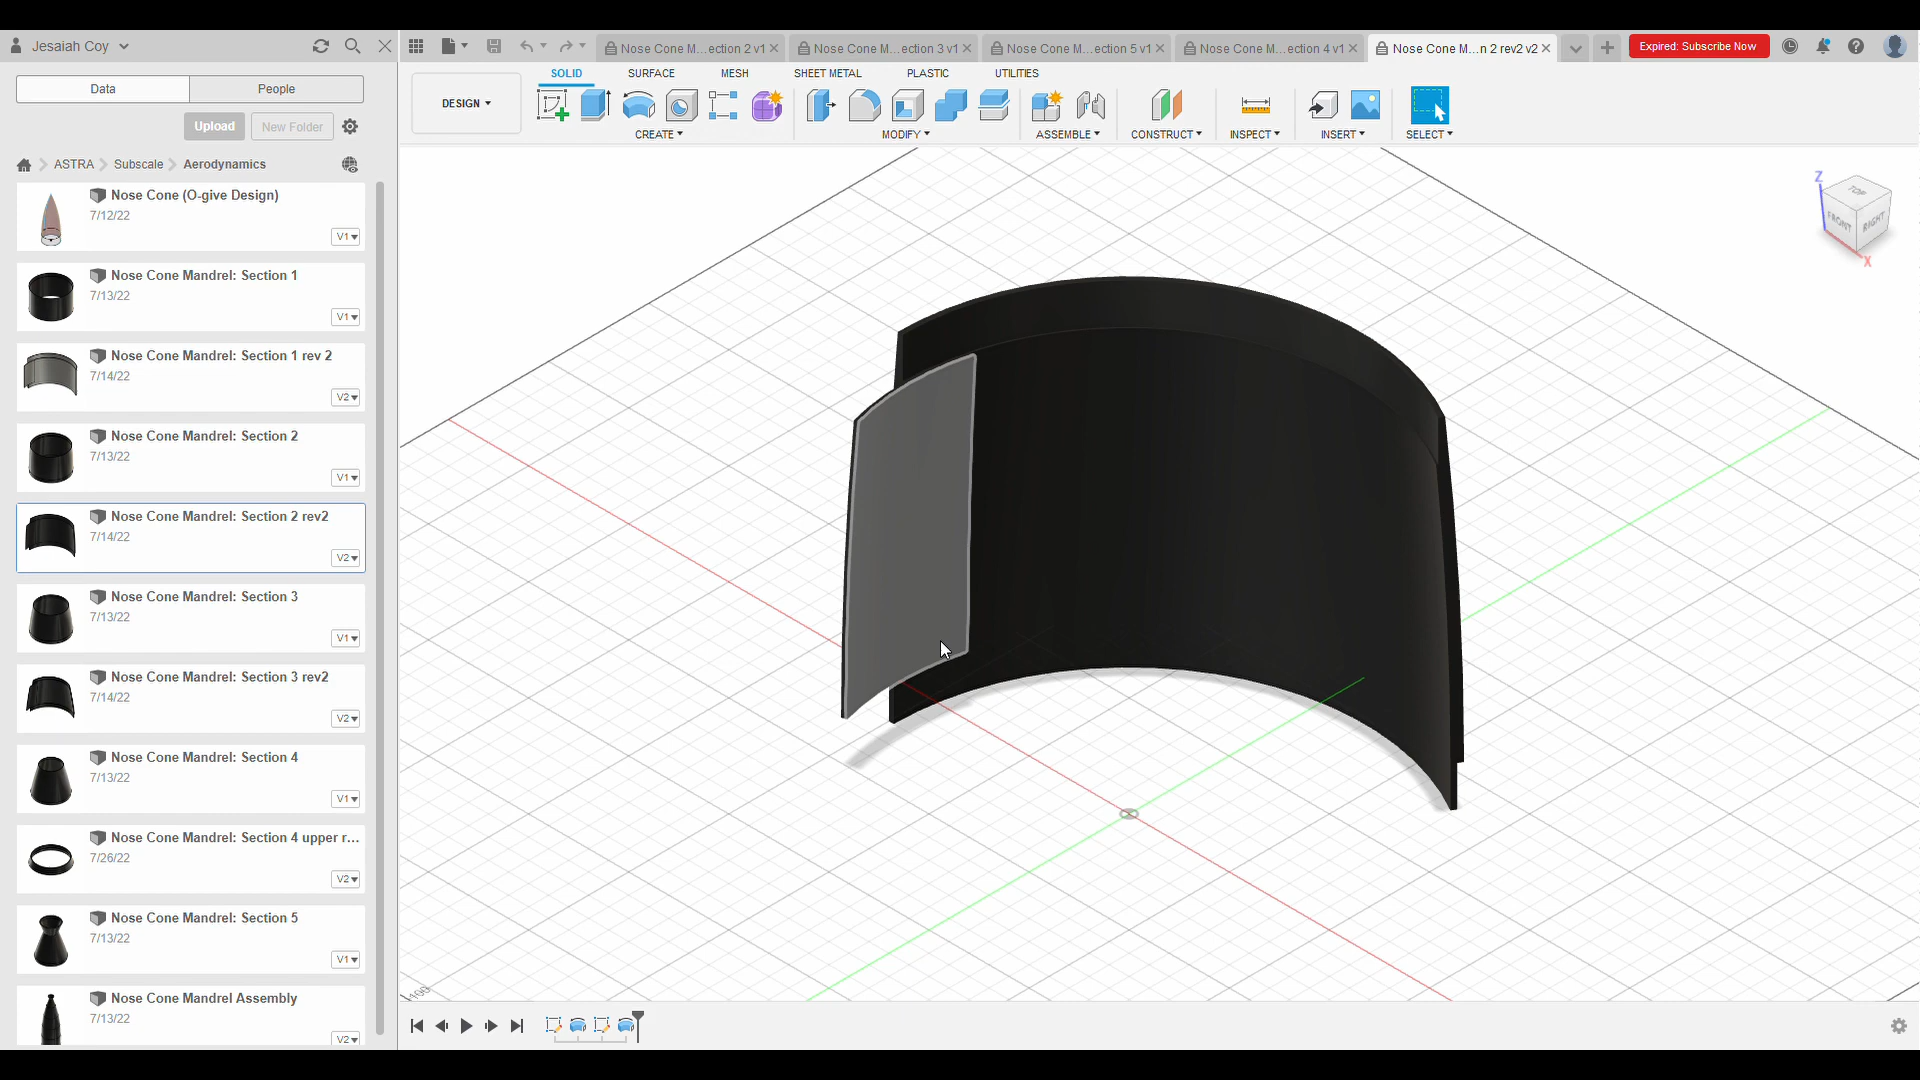 Jesaiah Coy
Data
People
Upload
New Folder
ASTRA
Subscale
Aerodynamics
Nose Cone (O-give Design)
7/12/22
V1
Nose Cone Mandrel: Section 1
7/13/22
V1
Nose Cone Mandrel: Section 1 rev 2
7/14/22
V2
Nose Cone Mandrel: Section 2
7/13/22
V1
Nose Cone Mandrel: Section 2 rev2
7/14/22
V2
Nose Cone Mandrel: Section 3
7/13/22
V1
Nose Cone Mandrel: Section 3 rev2
7/14/22
V2
Nose Cone Mandrel: Section 4
7/13/22
V1
Nose Cone Mandrel: Section 4 upper r...
7/26/22
V2
Nose Cone Mandrel: Section 5
7/13/22
V1
Nose Cone Mandrel Assembly
7/13/22
V2
Nose Cone M...ection 2 v1
Nose Cone M...ection 3 v1
Nose Cone M...ection 5 v1
Nose Cone M...ection 4 v1
Nose Cone M...n 2 rev2 v2
Expired: Subscribe Now
DESIGN
SOLID
SURFACE
MESH
SHEET METAL
PLASTIC
UTILITIES
CREATE
MODIFY
ASSEMBLE
CONSTRUCT
INSPECT
INSERT
SELECT
Z
TOP
FRONT
RIGHT
X
100